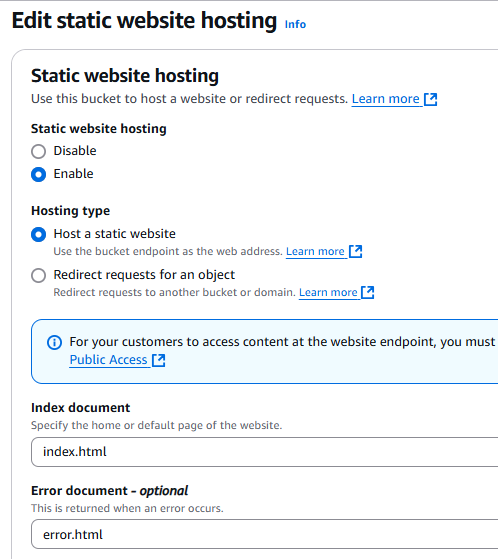 Edit static website hosting Info
Static website hosting
Use this bucket to host a website or redirect requests. Learn more
Static website hosting
Disable
Enable
Hosting type
Host a static website
Use the bucket endpoint as the web address. Learn more
Redirect requests for an object
Redirect requests to another bucket or domain. Learn more
For your customers to access content at the website endpoint, you must
Public Access
Index document
Specify the home or default page of the website.
index.html
Error document - optional
This is returned when an error occurs.
error.html